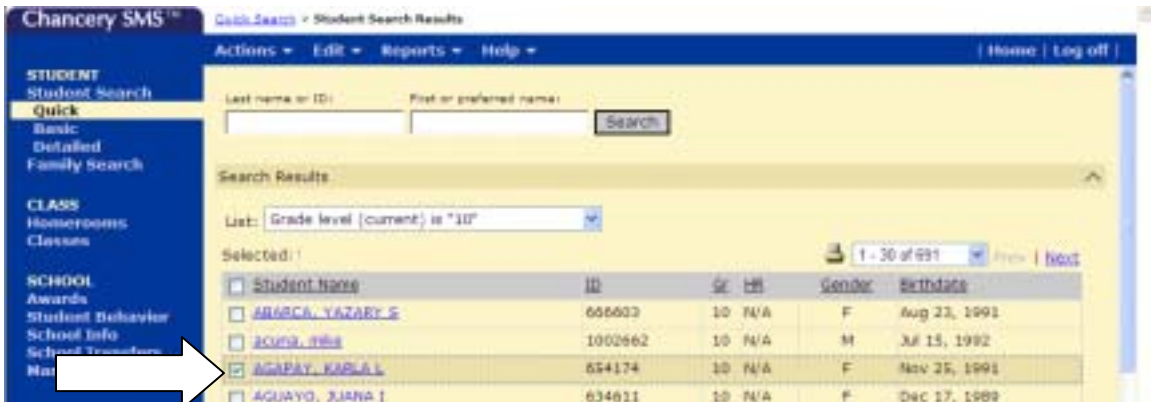 Chancery SMS™
Quick Search > Student Search Results
Actions Edit Reports Help | Home | Log off |
STUDENT
Student Search
Quick
Basic
Detailed
Family Search
CLASS
Homerooms
Classes
SCHOOL
Awards
Student Behavior
School Info
School Transfers
Last name or ID: First or preferred name:
Search
Search Results
List: Grade level (current) is "10"
Selected: 1 1 - 30 of 691 Prev | Next
Student Name ID Gr HR Gender Birthdate
ABARCA, YAZARY S 666603 10 N/A F Aug 23, 1991
acuna, mike 1002662 10 N/A M Jul 15, 1992
AGAPAY, KARLA L 654174 10 N/A F Nov 25, 1991
AGUAYO, JUANA I 634611 10 N/A F Dec 17, 1989